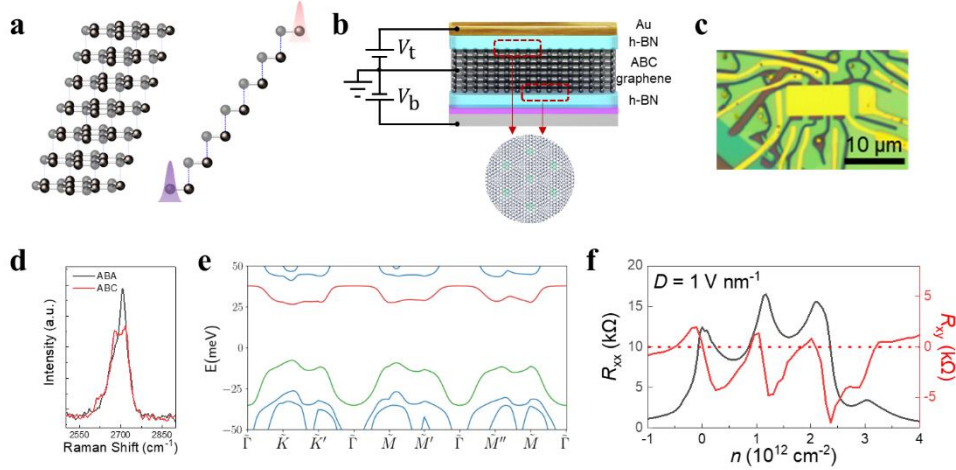 a
b
Au
h-BN
ABC
graphene
h-BN
Vt
Vb
c
10 μm
d
ABA
ABC
Intensity (a.u.)
2550 2700 2850
Raman Shift (cm-1)
e
50
25
0
−25
−50
E(meV)
Γ̃ K̃ K̃′ Γ̃ M̃ M̃′ Γ̃ M̃″ M̃ Γ̃
f
D = 1 V nm-1
20
15
10
5
0
Rxx (kΩ)
5
0
-5
Rxy (kΩ)
-1 0 1 2 3 4
n (1012 cm-2)